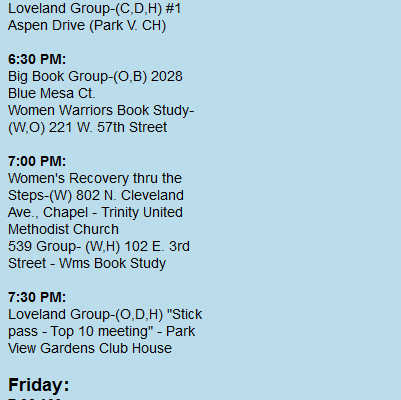 Loveland Group-(C,D,H) #1
Aspen Drive (Park V. CH)
6:30 PM:
Big Book Group-(O,B) 2028
Blue Mesa Ct.
Women Warriors Book Study-
(W,O) 221 W. 57th Street
7:00 PM:
Women's Recovery thru the
Steps-(W) 802 N. Cleveland
Ave., Chapel - Trinity United
Methodist Church
539 Group- (W,H) 102 E. 3rd
Street - Wms Book Study
7:30 PM:
Loveland Group-(O,D,H) "Stick
pass - Top 10 meeting" - Park
View Gardens Club House
Friday: